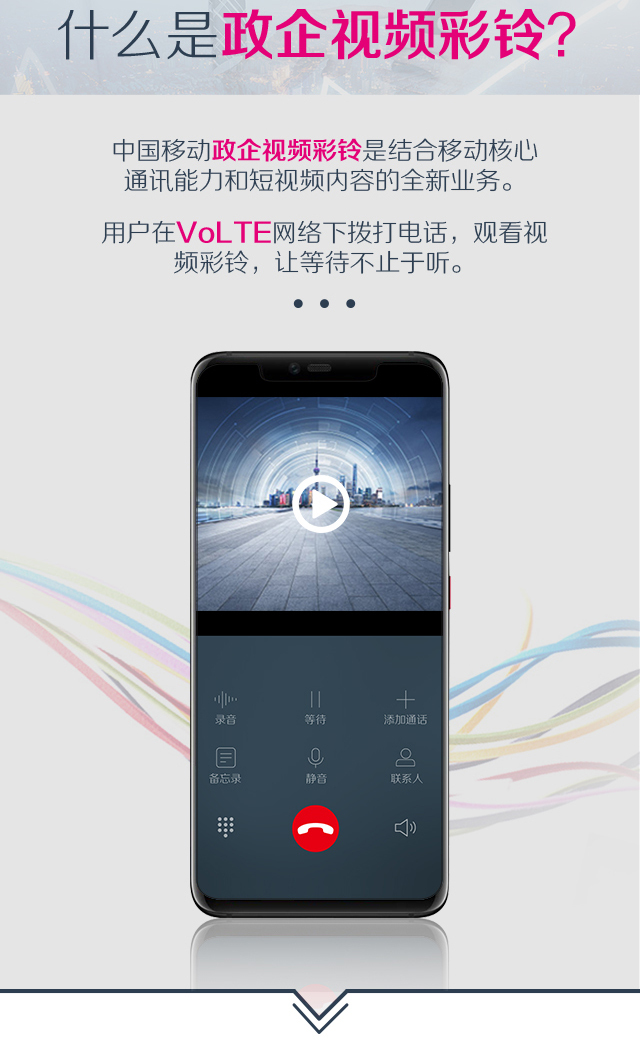 什么是政企视频彩铃?
中国移动政企视频彩铃是结合移动核心
通讯能力和短视频内容的全新业务。
用户在VoLTE网络下拨打电话，观看视
频彩铃，让等待不止于听。
录音
等待
添加通话
备忘录
静音
联系人